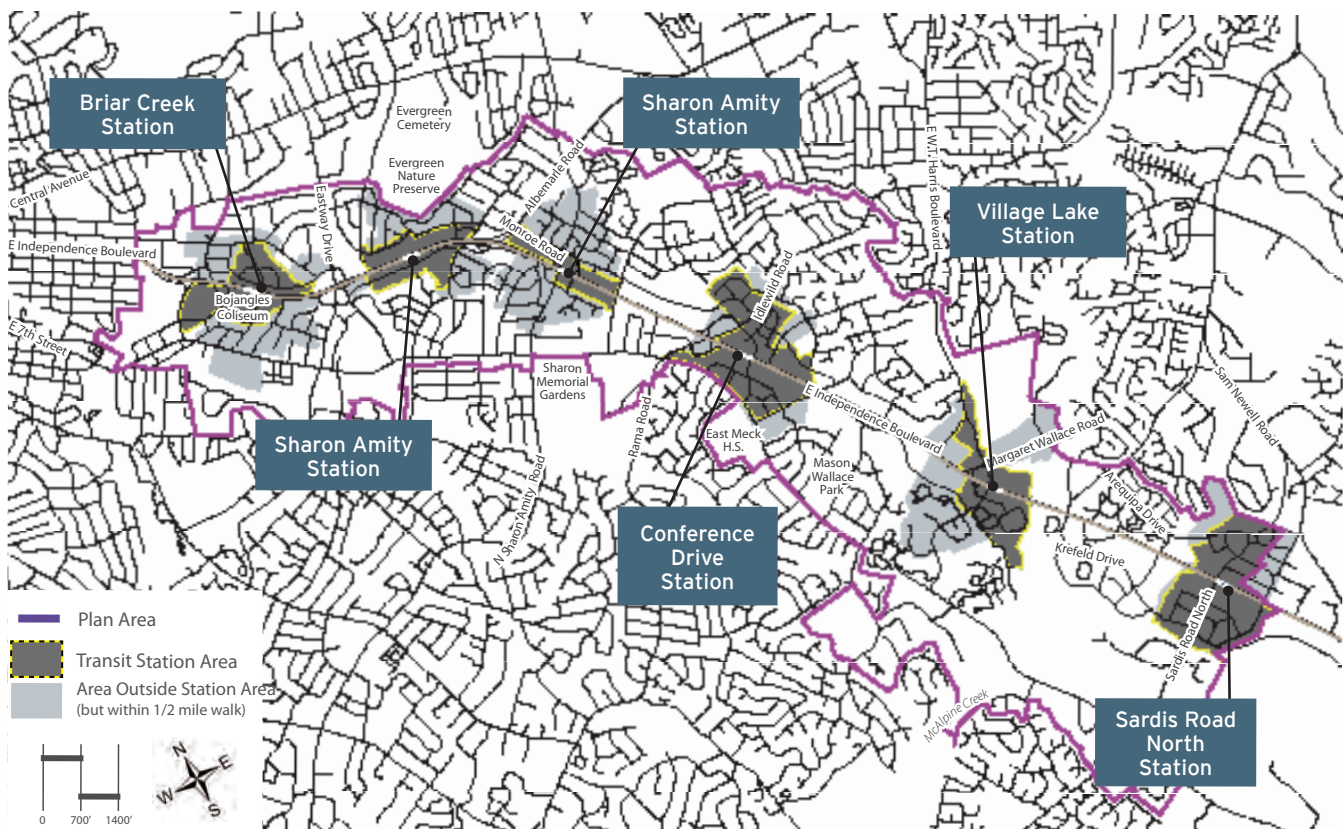 Briar Creek
Station
Evergreen
Cemetery
Sharon Amity
Station
Evergreen
Nature
Preserve
Albemarle Road
E W.T. Harris Boulevard
Central Avenue
Eastway Drive
Monroe Road
Village Lake
Station
E Independence Boulevard
Idlewild Road
Bojangles
Coliseum
E 7th Street
Sharon
Memorial
Gardens
Rama Road
E Independence Boulevard
Sam Newell Road
Sharon Amity
Station
East Meck
H.S.
Margaret Wallace Road
N Sharon Amity Road
Mason
Wallace
Park
Arequipa Drive
Conference
Drive
Station
Krefeld Drive
Sardis Road North
McAlpine Creek
Sardis Road
North
Station
Plan Area
Transit Station Area
Area Outside Station Area
(but within 1/2 mile walk)
N
E
W
S
0 700' 1400'